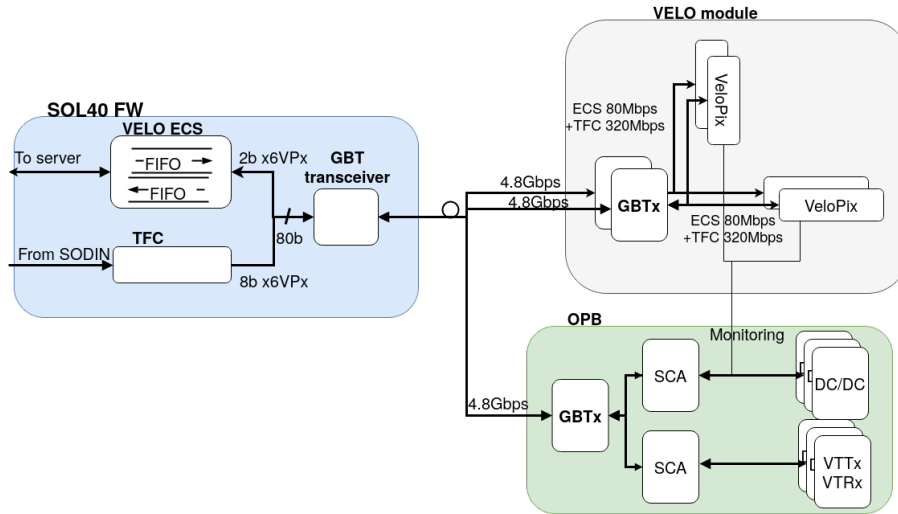 VELO module
SOL40 FW
VELO ECS
To server
FIFO
FIFO
2b x6VPx
GBT
transceiver
80b
TFC
From SODIN
8b x6VPx
4.8Gbps
4.8Gbps
GBTx
ECS 80Mbps
+TFC 320Mbps
VeloPix
VeloPix
ECS 80Mbps
+TFC 320Mbps
OPB
Monitoring
4.8Gbps
GBTx
SCA
DC/DC
SCA
VTTx
VTRx